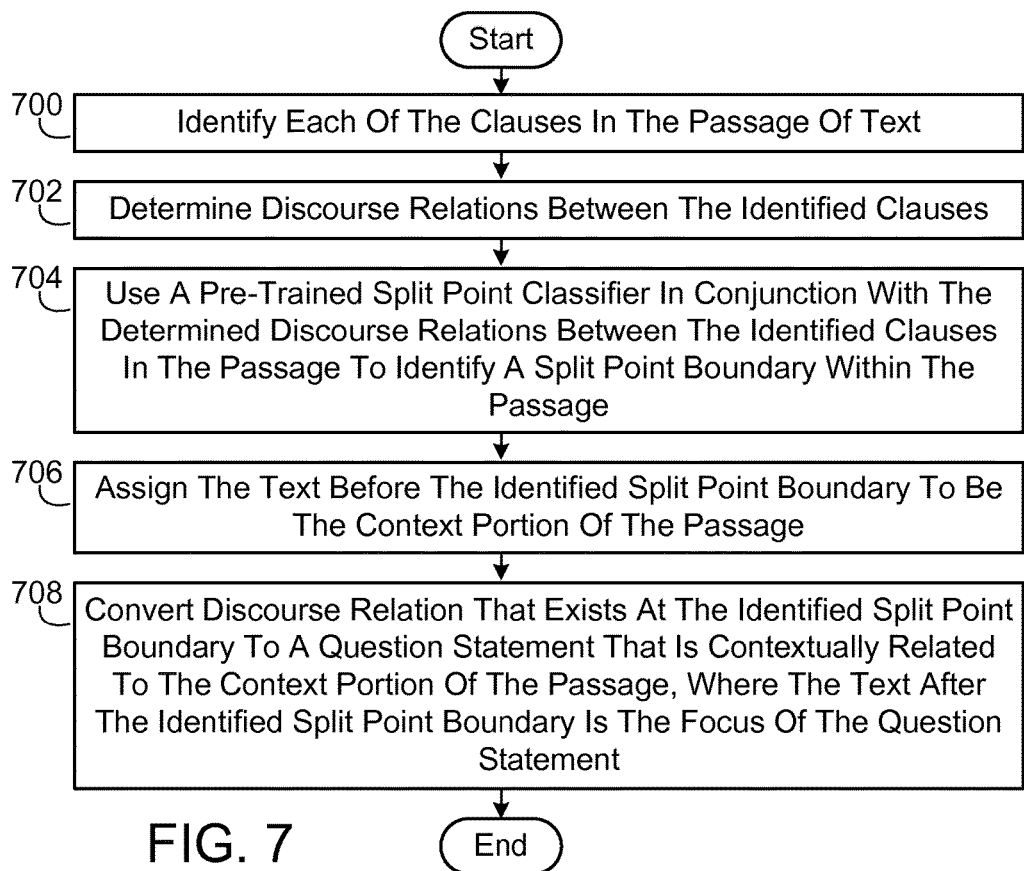 Start
700
Identify Each Of The Clauses In The Passage Of Text
702
Determine Discourse Relations Between The Identified Clauses
704
Use A Pre-Trained Split Point Classifier In Conjunction With The
Determined Discourse Relations Between The Identified Clauses
In The Passage To Identify A Split Point Boundary Within The
Passage
706
Assign The Text Before The Identified Split Point Boundary To Be
The Context Portion Of The Passage
708
Convert Discourse Relation That Exists At The Identified Split Point
Boundary To A Question Statement That Is Contextually Related
To The Context Portion Of The Passage, Where The Text After
The Identified Split Point Boundary Is The Focus Of The Question
Statement
End
FIG. 7